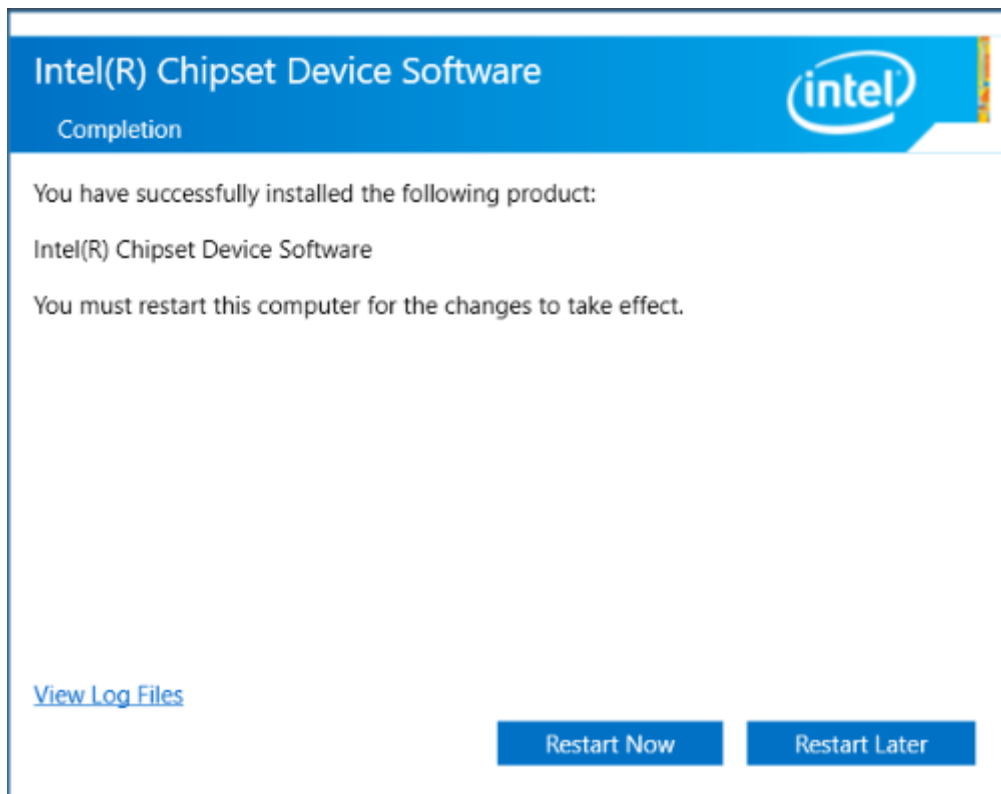 Intel(R) Chipset Device Software
intel
Completion
You have successfully installed the following product:
Intel(R) Chipset Device Software
You must restart this computer for the changes to take effect.
View Log Files
Restart Now
Restart Later